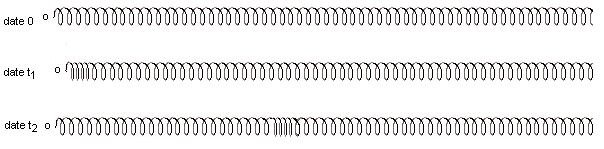 date 0 o
date t₁ o
date t₂ o